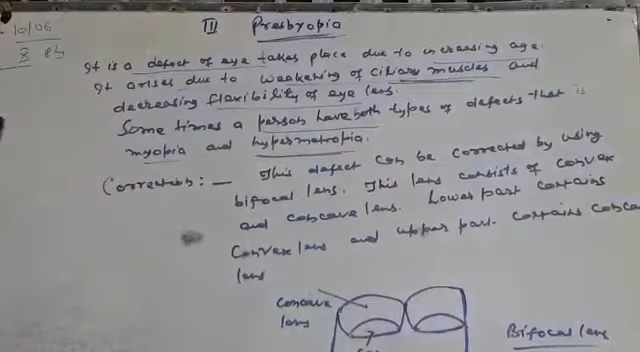 10/06
II Presbyopia
It is a defect of eye takes place due to increasing age.
It arises due to weakening of ciliary muscles and
decreasing flexibility of eye lens.
Some times a person have both types of defects that is
myopia and hypermetropia.
Correction: — This defect can be corrected by using
bifocal lens. This lens consists of convex
and concave lens. Lower part contains
convex lens and upper part contains conca
lens
Concave
lens
Bifocal lens